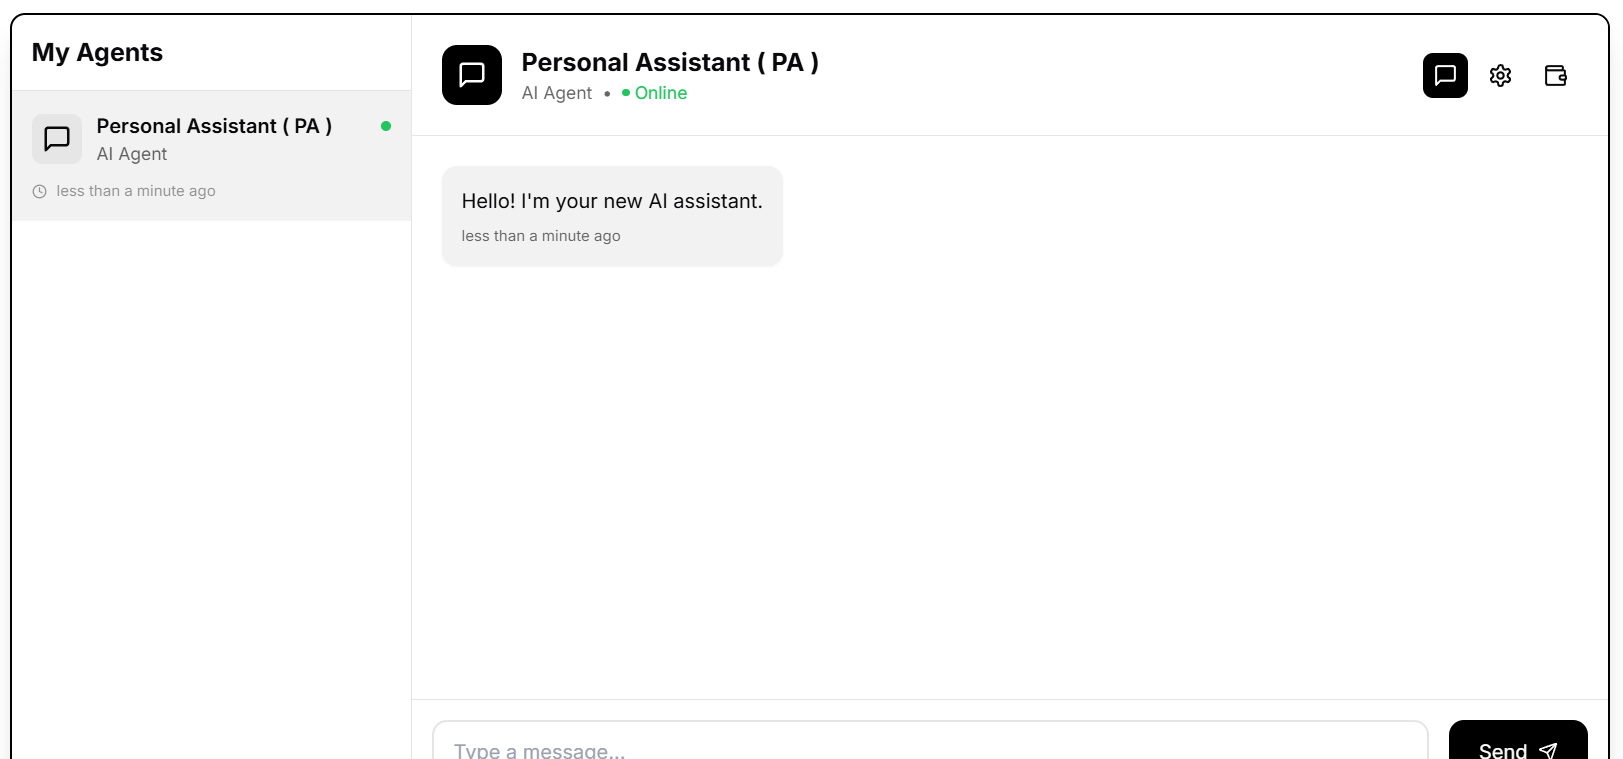 My Agents
Personal Assistant ( PA )
AI Agent
less than a minute ago
Personal Assistant ( PA )
AI Agent • Online
Hello! I'm your new AI assistant.
less than a minute ago
Type a message...
Send